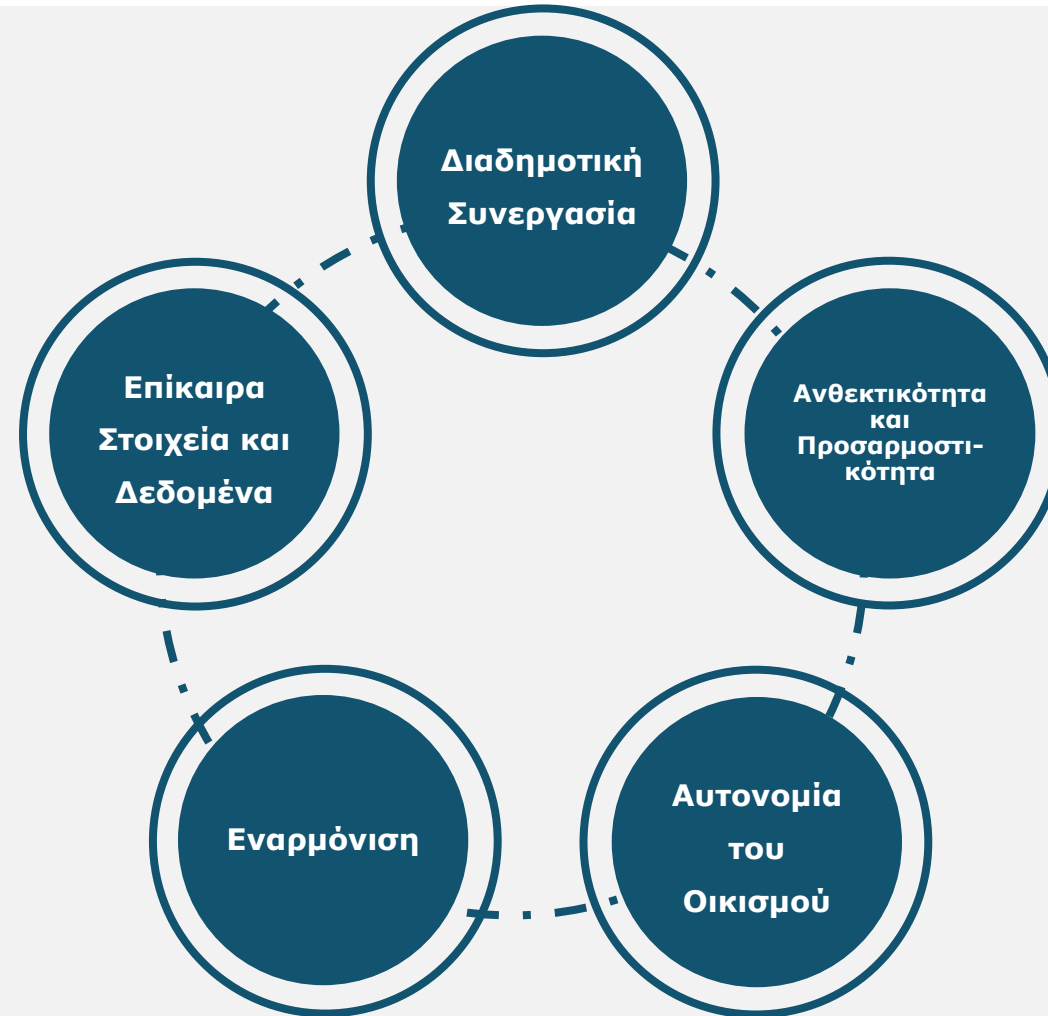 Διαδημοτική
Συνεργασία
Επίκαιρα
Στοιχεία και
Δεδομένα
Ανθεκτικότητα
και
Προσαρμοστι-
κότητα
Εναρμόνιση
Αυτονομία
του
Οικισμού